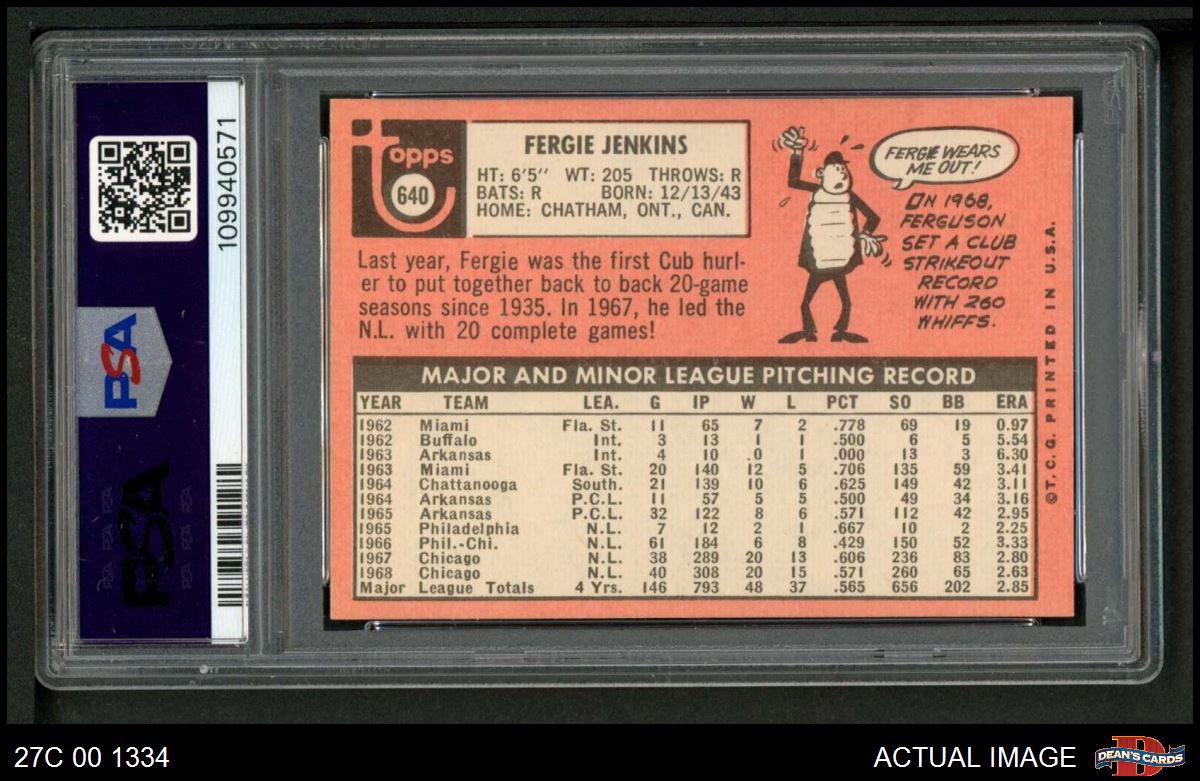 PSA
109940571
PSA
Topps
640
FERGIE JENKINS
HT: 6'5" WT: 205 THROWS: R
BATS: R BORN: 12/13/43
HOME: CHATHAM, ONT., CAN.
Last year, Fergie was the first Cub hurl-
er to put together back to back 20-game
seasons since 1935. In 1967, he led the
N.L. with 20 complete games!
FERGIE WEARS
ME OUT!
IN 1968,
FERGUSON
SET A CLUB
STRIKEOUT
RECORD
WITH 260
WHIFFS.
MAJOR AND MINOR LEAGUE PITCHING RECORD
YEAR TEAM LEA. G IP W L PCT SO BB ERA
1962 Miami Fla. St. 11 65 7 2 .778 69 19 0.97
1962 Buffalo Int. 3 13 1 1 .500 6 5 5.54
1963 Arkansas Int. 4 10 .0 1 .000 13 3 6.30
1963 Miami Fla. St. 20 140 12 5 .706 135 59 3.41
1964 Chattanooga South. 21 139 10 6 .625 149 42 3.11
1964 Arkansas P.C.L. 11 57 5 5 .500 49 34 3.16
1965 Arkansas P.C.L. 32 122 8 6 .571 112 42 2.95
1965 Philadelphia N.L. 7 12 2 1 .667 10 2 2.25
1966 Phil.-Chi. N.L. 61 184 6 8 .429 150 52 3.33
1967 Chicago N.L. 38 289 20 13 .606 236 83 2.80
1968 Chicago N.L. 40 308 20 15 .571 260 65 2.63
Major League Totals 4 Yrs. 146 793 48 37 .565 656 202 2.85
©T.C.G. PRINTED IN U.S.A.
27C 00 1334
ACTUAL IMAGE
DEAN'S CARDS